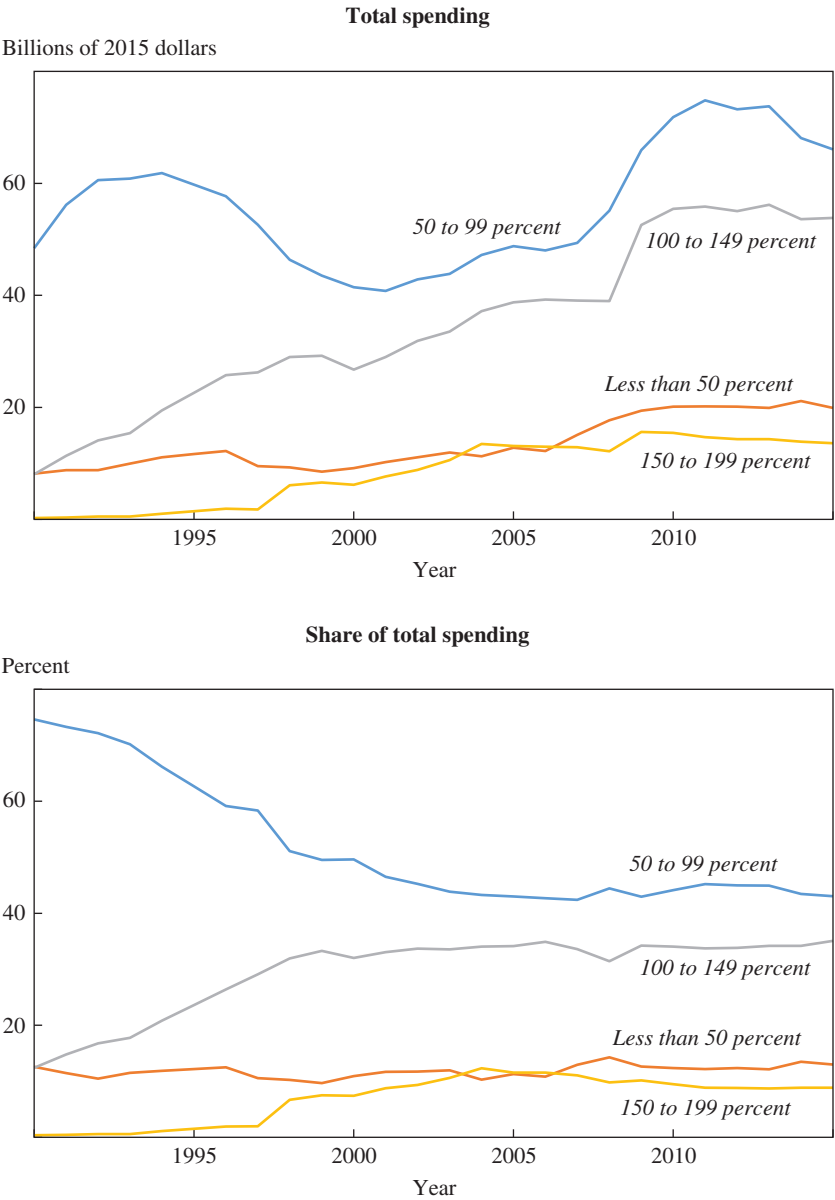 Total spending
Billions of 2015 dollars
60
50 to 99 percent
100 to 149 percent
40
Less than 50 percent
20
150 to 199 percent
1995 2000 2005 2010
Year
Share of total spending
Percent
60
50 to 99 percent
40
100 to 149 percent
20
Less than 50 percent
150 to 199 percent
1995 2000 2005 2010
Year